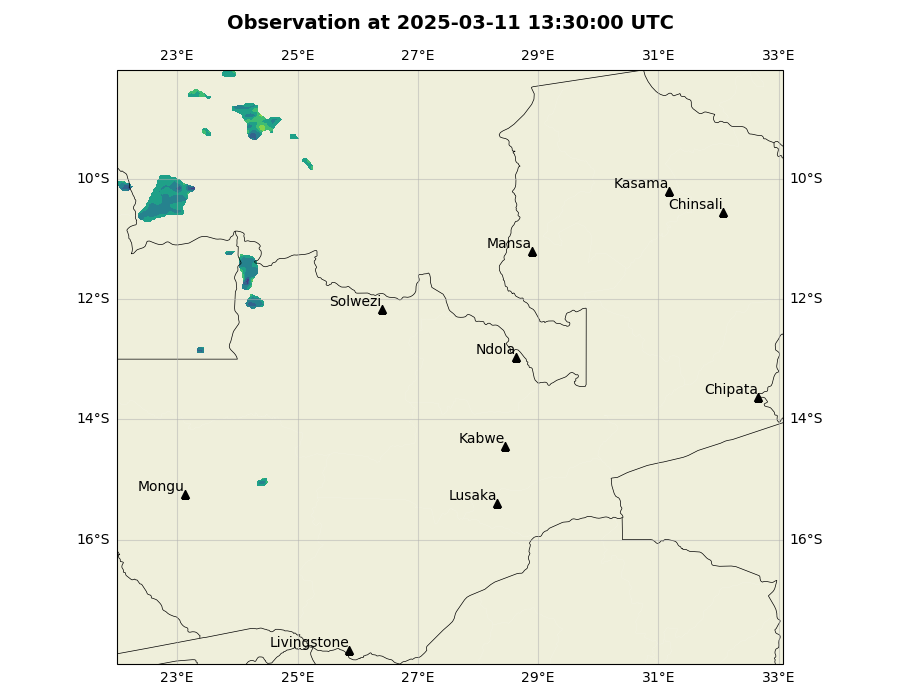 Observation at 2025-03-11 13:30:00 UTC
23°E 25°E 27°E 29°E 31°E 33°E
10°S 10°S
Kasama
Chinsali
Mansa
12°S 12°S
Solwezi
Ndola
Chipata
14°S 14°S
Kabwe
Mongu
Lusaka
16°S 16°S
Livingstone
23°E 25°E 27°E 29°E 31°E 33°E